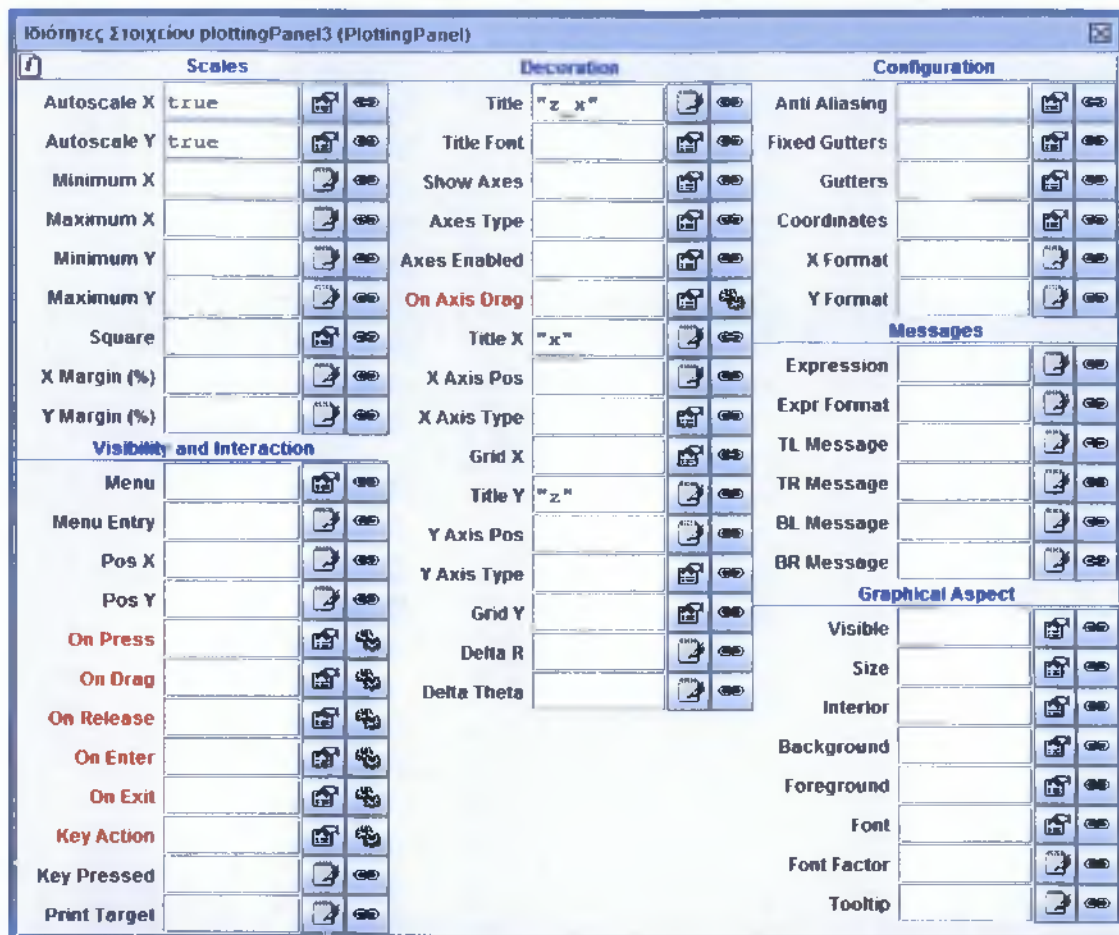 Ιδιότητες Στοιχείου plottingPanel3 (PlottingPanel)
Scales
Autoscale X true
Autoscale Y true
Minimum X
Maximum X
Minimum Y
Maximum Y
Square
X Margin (%)
Y Margin (%)
Visibility and Interaction
Menu
Menu Entry
Pos X
Pos Y
On Press
On Drag
On Release
On Enter
On Exit
Key Action
Key Pressed
Print Target
Decoration
Title "z_x"
Title Font
Show Axes
Axes Type
Axes Enabled
On Axis Drag
Title X "x"
X Axis Pos
X Axis Type
Grid X
Title Y "z"
Y Axis Pos
Y Axis Type
Grid Y
Delta R
Delta Theta
Configuration
Anti Aliasing
Fixed Gutters
Gutters
Coordinates
X Format
Y Format
Messages
Expression
Expr Format
TL Message
TR Message
BL Message
BR Message
Graphical Aspect
Visible
Size
Interior
Background
Foreground
Font
Font Factor
Tooltip